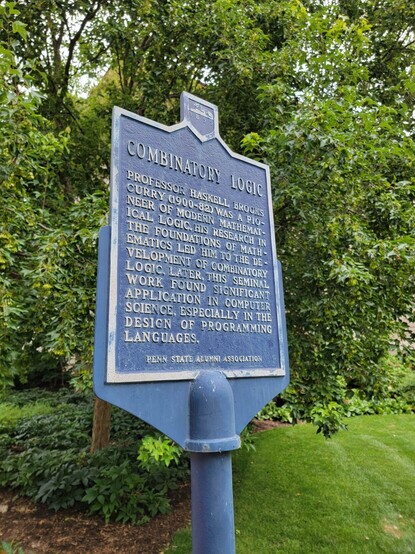 COMBINATORY LOGIC
PROFESSOR HASKELL BROOKS
CURRY (1900-82) WAS A PIO-
NEER OF MODERN MATHEMAT-
ICAL LOGIC. HIS RESEARCH IN
THE FOUNDATIONS OF MATH-
EMATICS LED HIM TO THE DE-
VELOPMENT OF COMBINATORY
LOGIC. LATER, THIS SEMINAL
WORK FOUND SIGNIFICANT
APPLICATION IN COMPUTER
SCIENCE, ESPECIALLY IN THE
DESIGN OF PROGRAMMING
LANGUAGES.
PENN STATE ALUMNI ASSOCIATION